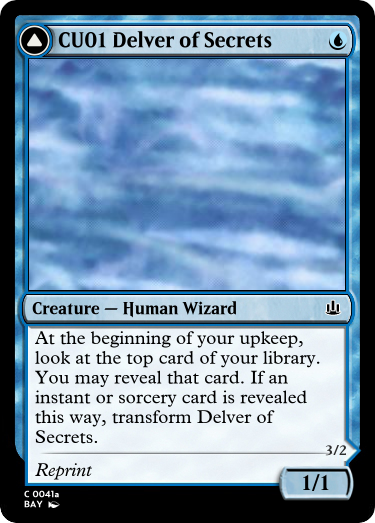 CU01 Delver of Secrets
Creature — Human Wizard
At the beginning of your upkeep,
look at the top card of your library.
You may reveal that card. If an
instant or sorcery card is revealed
this way, transform Delver of
Secrets.
3/2
Reprint
1/1
C 0041a
BAY